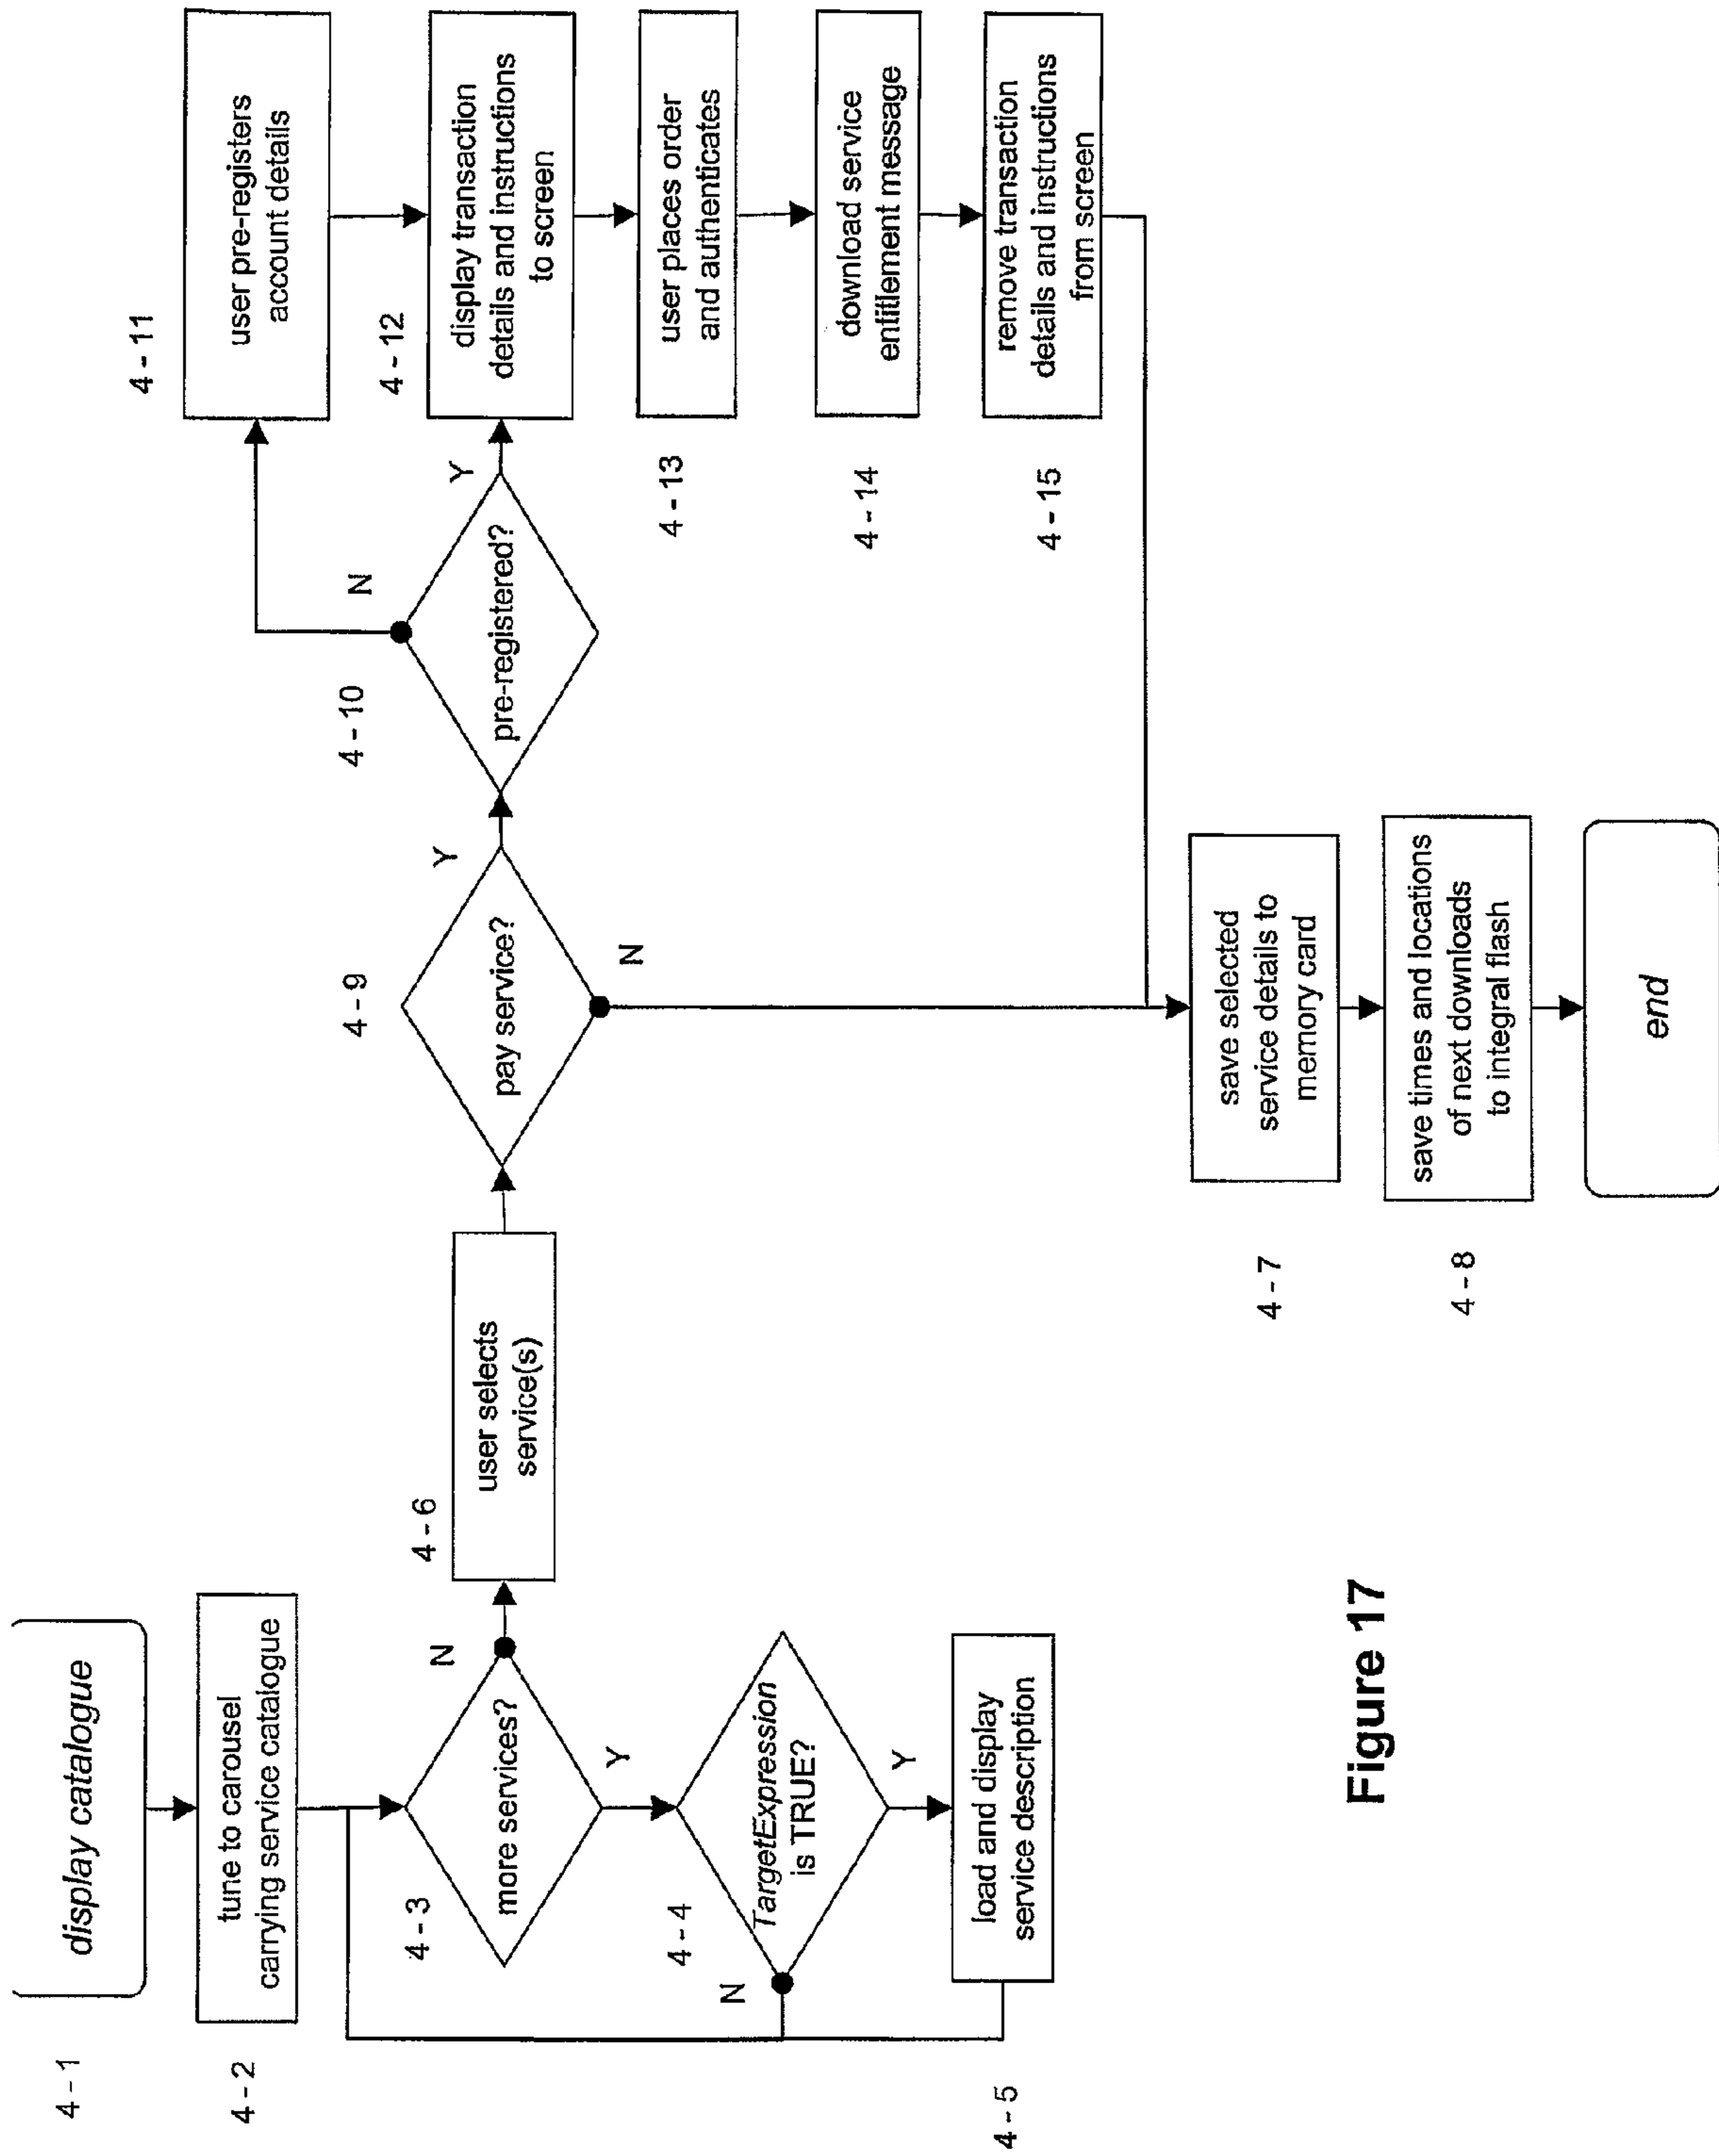 4 - 1
display catalogue
4 - 2
tune to carousel
carrying service catalogue
4 - 3
more services?
N
Y
4 - 4
TargetExpression
is TRUE?
N
Y
4 - 5
load and display
service description
4 - 6
user selects
service(s)
4 - 9
pay service?
Y
N
4 - 10
pre-registered?
N
Y
4 - 11
user pre-registers
account details
4 - 12
display transaction
details and instructions
to screen
4 - 13
user places order
and authenticates
4 - 14
download service
entitlement message
4 - 15
remove transaction
details and instructions
from screen
4 - 7
save selected
service details to
memory card
4 - 8
save times and locations
of next downloads
to integral flash
end
Figure 17